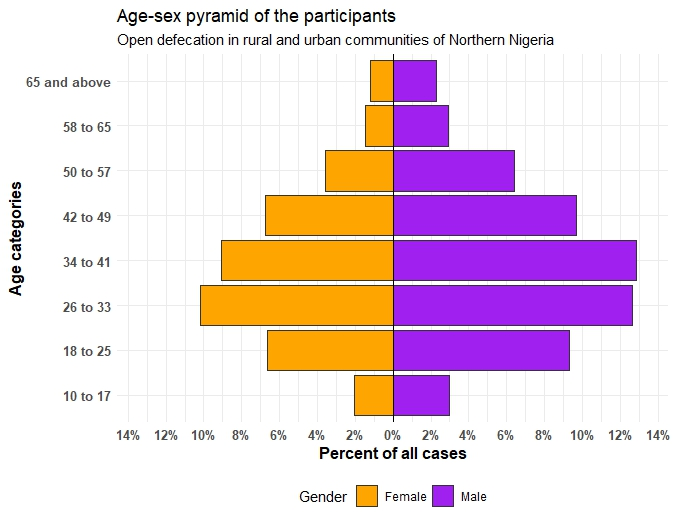 Age-sex pyramid of the participants
Open defecation in rural and urban communities of Northern Nigeria
Age categories
65 and above
58 to 65
50 to 57
42 to 49
34 to 41
26 to 33
18 to 25
10 to 17
14% 12% 10% 8% 6% 4% 2% 0% 2% 4% 6% 8% 10% 12% 14%
Percent of all cases
Gender Female Male